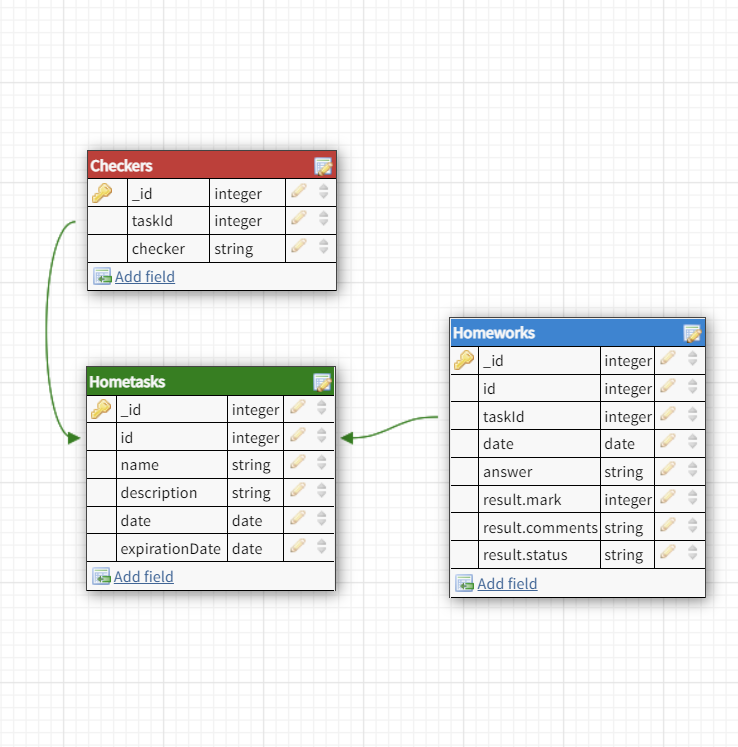 Checkers
_id integer
taskId integer
checker string
Add field
Hometasks
_id integer
id integer
name string
description string
date date
expirationDate date
Add field
Homeworks
_id integer
id integer
taskId integer
date date
answer string
result.mark integer
result.comments string
result.status string
Add field